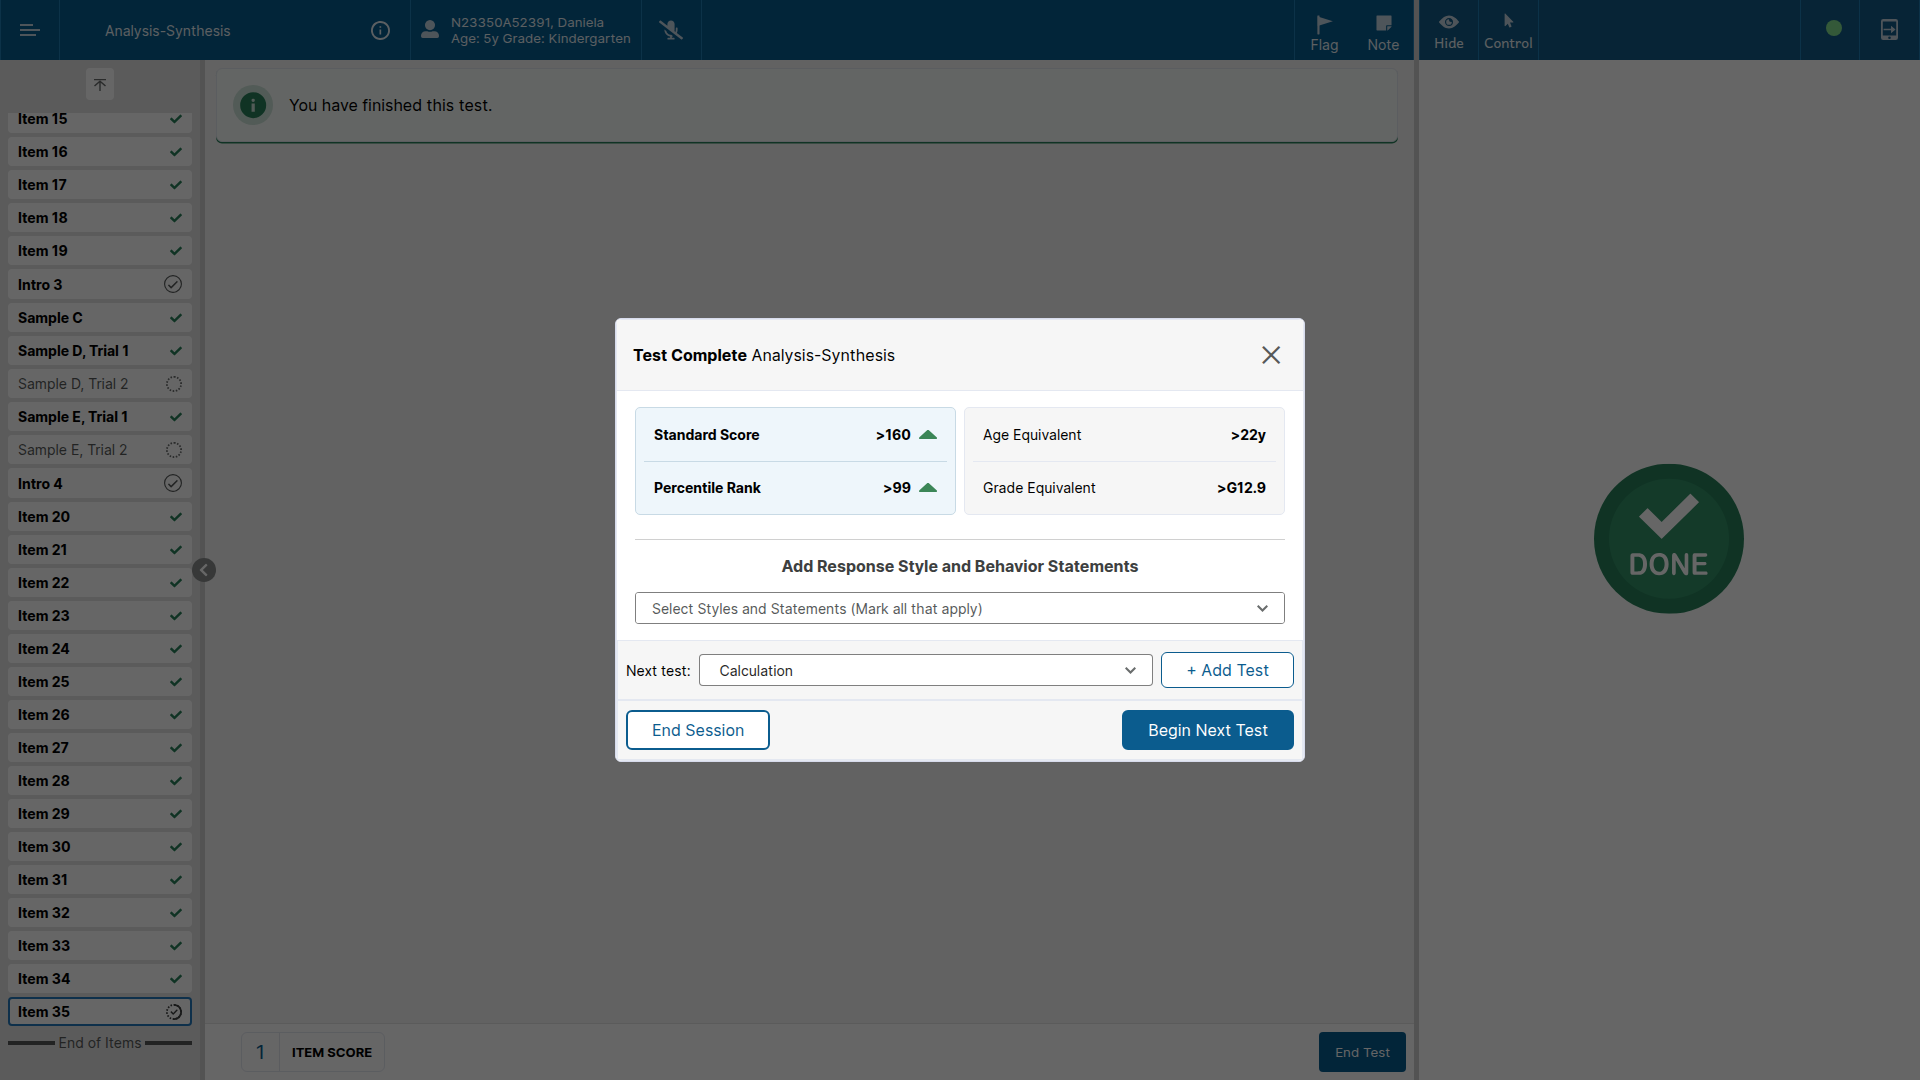 Analysis-Synthesis
N23350A52391, Daniela
Age: 5y Grade: Kindergarten
Flag
Note
Hide
Control
Item 15
Item 16
Item 17
Item 18
Item 19
Intro 3
Sample C
Sample D, Trial 1
Sample D, Trial 2
Sample E, Trial 1
Sample E, Trial 2
Intro 4
Item 20
Item 21
Item 22
Item 23
Item 24
Item 25
Item 26
Item 27
Item 28
Item 29
Item 30
Item 31
Item 32
Item 33
Item 34
Item 35
End of Items
You have finished this test.
Test Complete Analysis-Synthesis
Standard Score >160
Percentile Rank >99
Age Equivalent >22y
Grade Equivalent >G12.9
Add Response Style and Behavior Statements
Select Styles and Statements (Mark all that apply)
Next test: Calculation
+ Add Test
End Session
Begin Next Test
DONE
1 ITEM SCORE
End Test